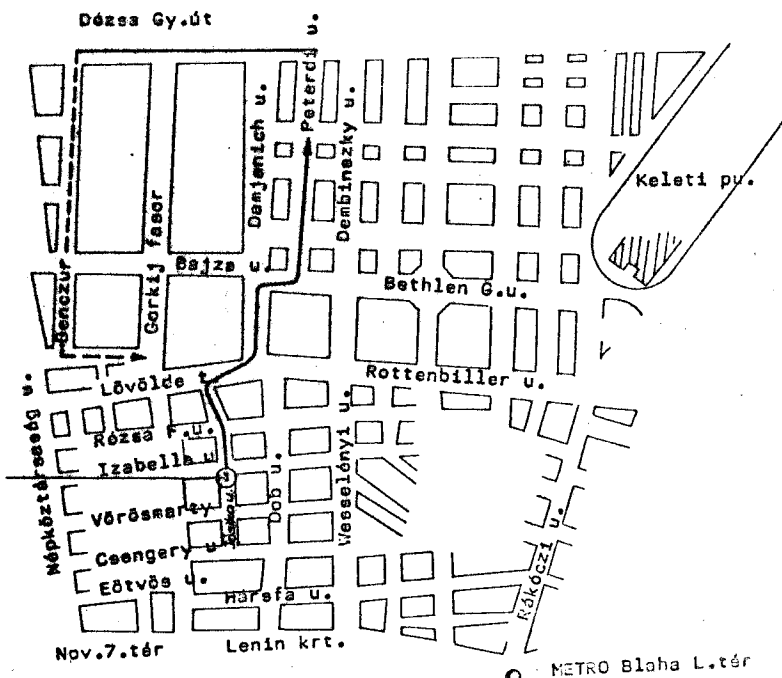 Dózsa Gy.út
Peterdi u.
Damjanich u.
Dembinszky u.
Keleti pu.
Gorkij fasor
Bajza u.
Benczur
Bethlen G.u.
Lövölde t.
Rottenbiller u.
Népköztársaság u.
Rózsa F.u.
Izabella u
Dob u.
Wesselényi u.
Vörösmarty
Csengery u
Eötvös u.
Hársfa u.
Rákóczi u.
Nov.7.tér
Lenin krt.
METRO Blaha L.tér